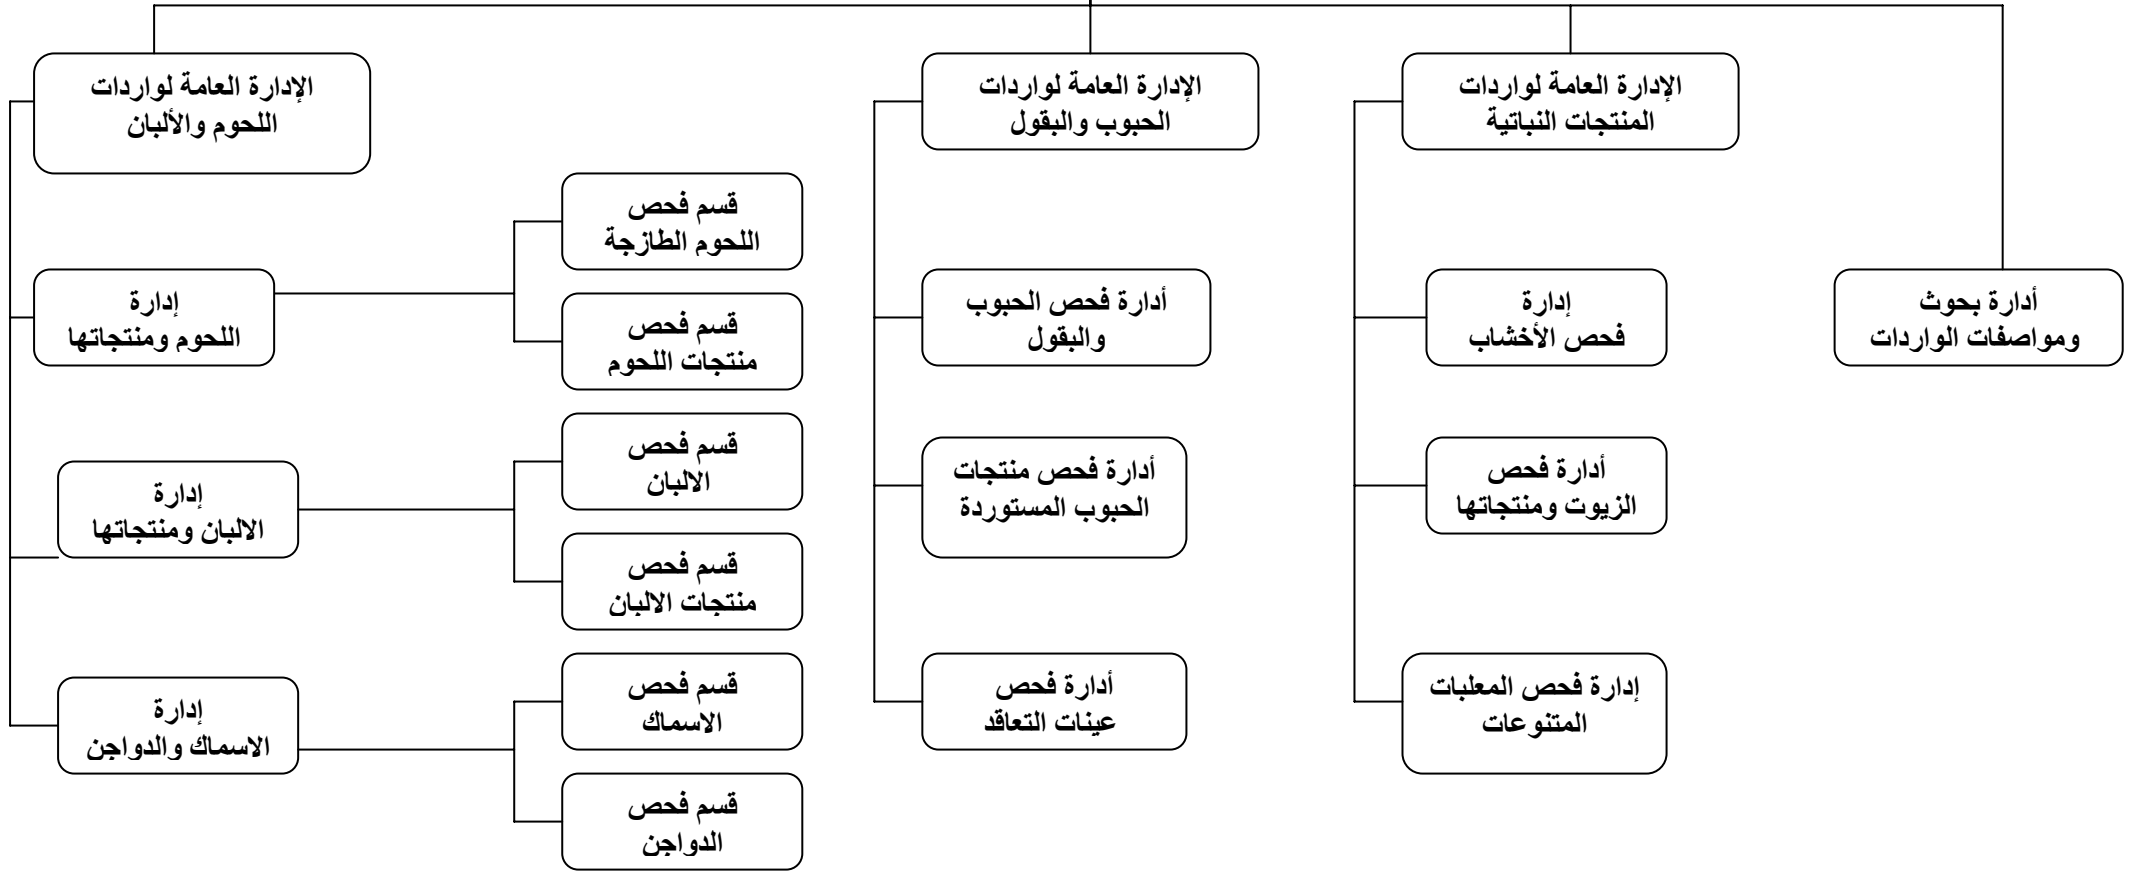 الإدارة العامة لواردات
المنتجات النباتية
الإدارة العامة لواردات
الحبوب والبقول
الإدارة العامة لواردات
اللحوم والألبان
أدارة بحوث
ومواصفات الواردات
إدارة
فحص الأخشاب
أدارة فحص
الزيوت ومنتجاتها
إدارة فحص المعلبات
المتنوعات
أدارة فحص الحبوب
والبقول
أدارة فحص منتجات
الحبوب المستوردة
أدارة فحص
عينات التعاقد
إدارة
اللحوم ومنتجاتها
قسم فحص
اللحوم الطازجة
قسم فحص
منتجات اللحوم
إدارة
الالبان ومنتجاتها
قسم فحص
الالبان
قسم فحص
منتجات الالبان
إدارة
الاسماك والدواجن
قسم فحص
الاسماك
قسم فحص
الدواجن